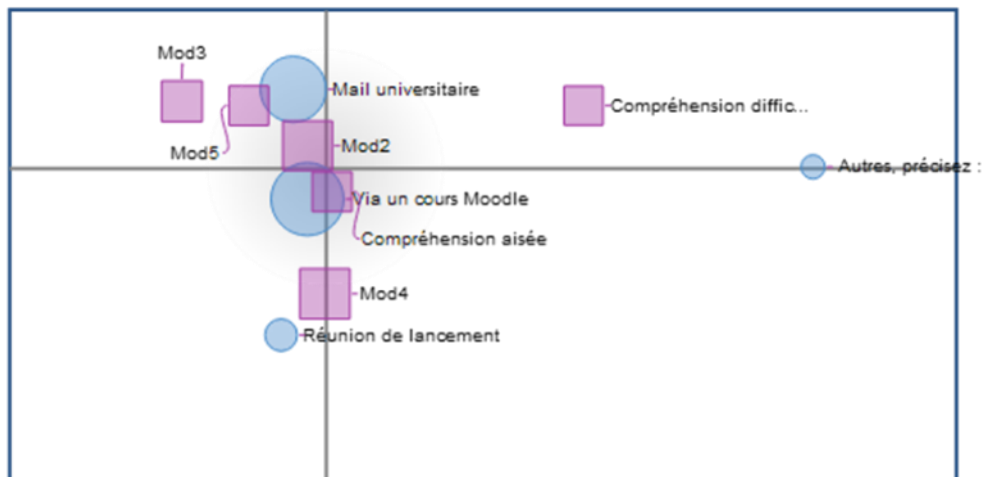 Mod3
Mail universitaire
Compréhension diffic...
Mod2
Mod5
Autres, précisez :
Via un cours Moodle
Compréhension aisée
Mod4
Réunion de lancement